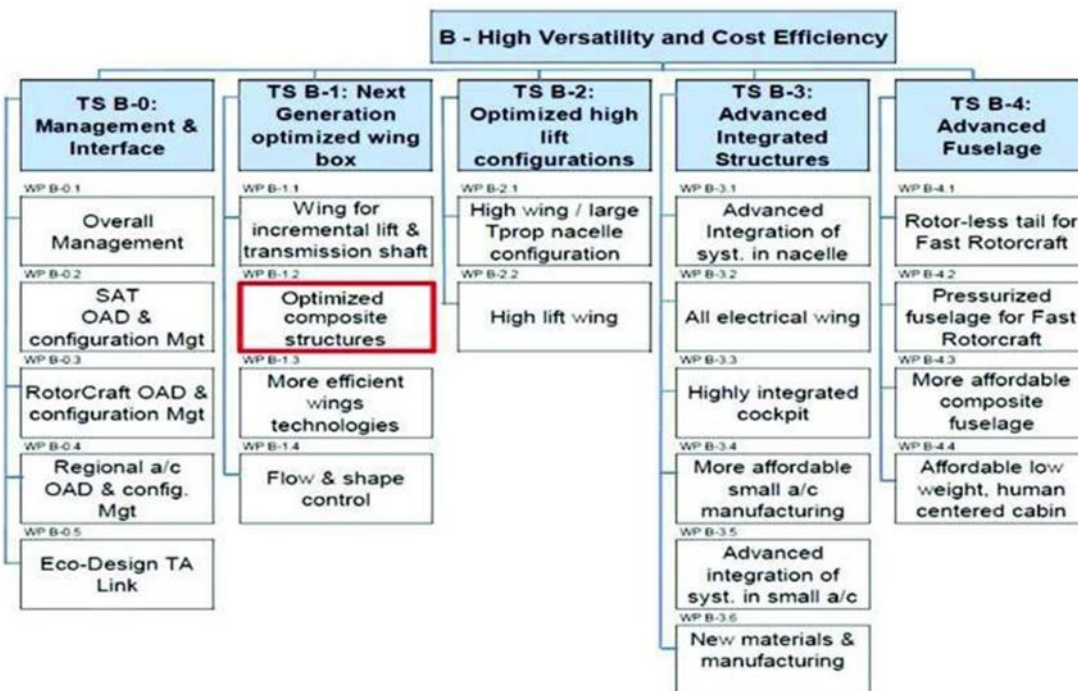 B - High Versatility and Cost Efficiency
TS B-0:
Management &
Interface
WP B-0.1
Overall
Management
WP B-0.2
SAT
OAD &
configuration Mgt
WP B-0.3
RotorCraft OAD &
configuration Mgt
WP B-0.4
Regional a/c
OAD & config.
Mgt
WP B-0.5
Eco-Design TA
Link
TS B-1: Next
Generation
optimized wing
box
WP B-1.1
Wing for
incremental lift &
transmission shaft
WP B-1.2
Optimized
composite
structures
WP B-1.3
More efficient
wings
technologies
WP B-1.4
Flow & shape
control
TS B-2:
Optimized high
lift
configurations
WP B-2.1
High wing / large
Tprop nacelle
configuration
WP B-2.2
High lift wing
TS B-3:
Advanced
Integrated
Structures
WP B-3.1
Advanced
Integration of
syst. in nacelle
WP B-3.2
All electrical wing
WP B-3.3
Highly integrated
cockpit
WP B-3.4
More affordable
small a/c
manufacturing
WP B-3.5
Advanced
integration of
syst. in small a/c
WP B-3.6
New materials &
manufacturing
TS B-4:
Advanced
Fuselage
WP B-4.1
Rotor-less tail for
Fast Rotorcraft
WP B-4.2
Pressurized
fuselage for Fast
Rotorcraft
WP B-4.3
More affordable
composite
fuselage
WP B-4.4
Affordable low
weight, human
centered cabin